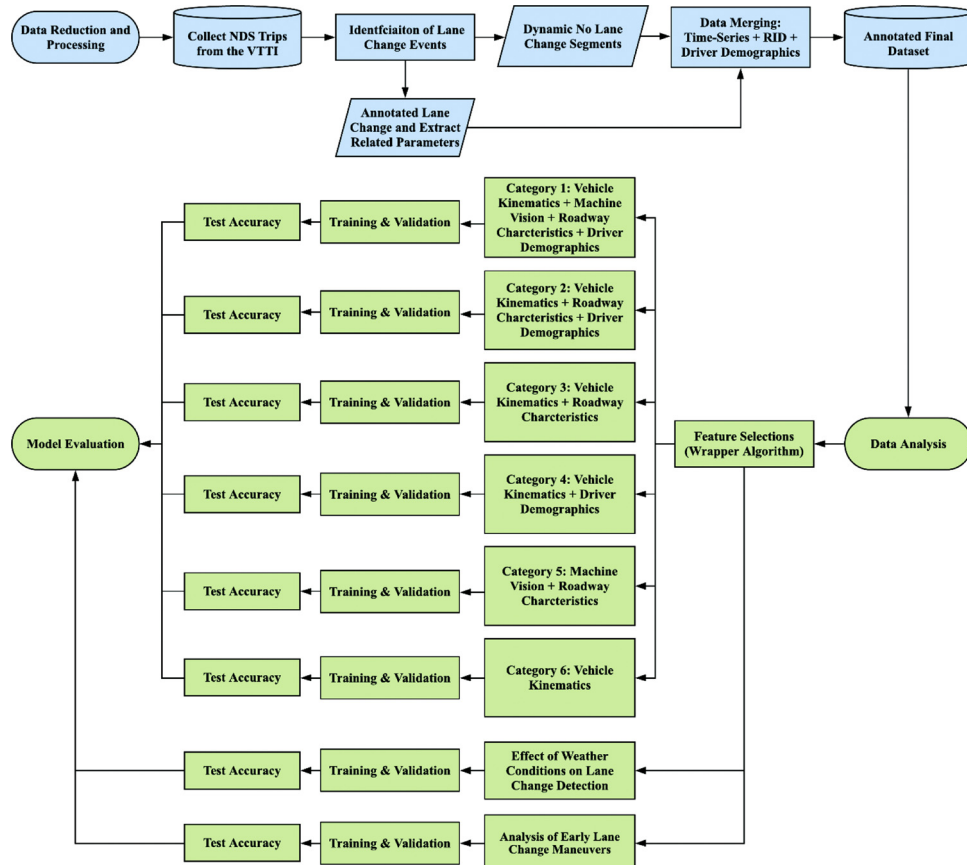 Data Reduction and
Processing
Collect NDS Trips
from the VTTI
Identfciaiton of Lane
Change Events
Dynamic No Lane
Change Segments
Data Merging:
Time-Series + RID +
Driver Demographics
Annotated Final
Dataset
Annotated Lane
Change and Extract
Related Parameters
Test Accuracy
Training & Validation
Category 1: Vehicle
Kinematics + Machine
Vision + Roadway
Charcteristics + Driver
Demographics
Test Accuracy
Training & Validation
Category 2: Vehicle
Kinematics + Roadway
Charcteristics + Driver
Demographics
Test Accuracy
Training & Validation
Category 3: Vehicle
Kinematics + Roadway
Charcteristics
Model Evaluation
Feature Selections
(Wrapper Algorithm)
Data Analysis
Test Accuracy
Training & Validation
Category 4: Vehicle
Kinematics + Driver
Demographics
Test Accuracy
Training & Validation
Category 5: Machine
Vision + Roadway
Charcteristics
Test Accuracy
Training & Validation
Category 6: Vehicle
Kinematics
Test Accuracy
Training & Validation
Effect of Weather
Conditions on Lane
Change Detection
Test Accuracy
Training & Validation
Analysis of Early Lane
Change Maneuvers